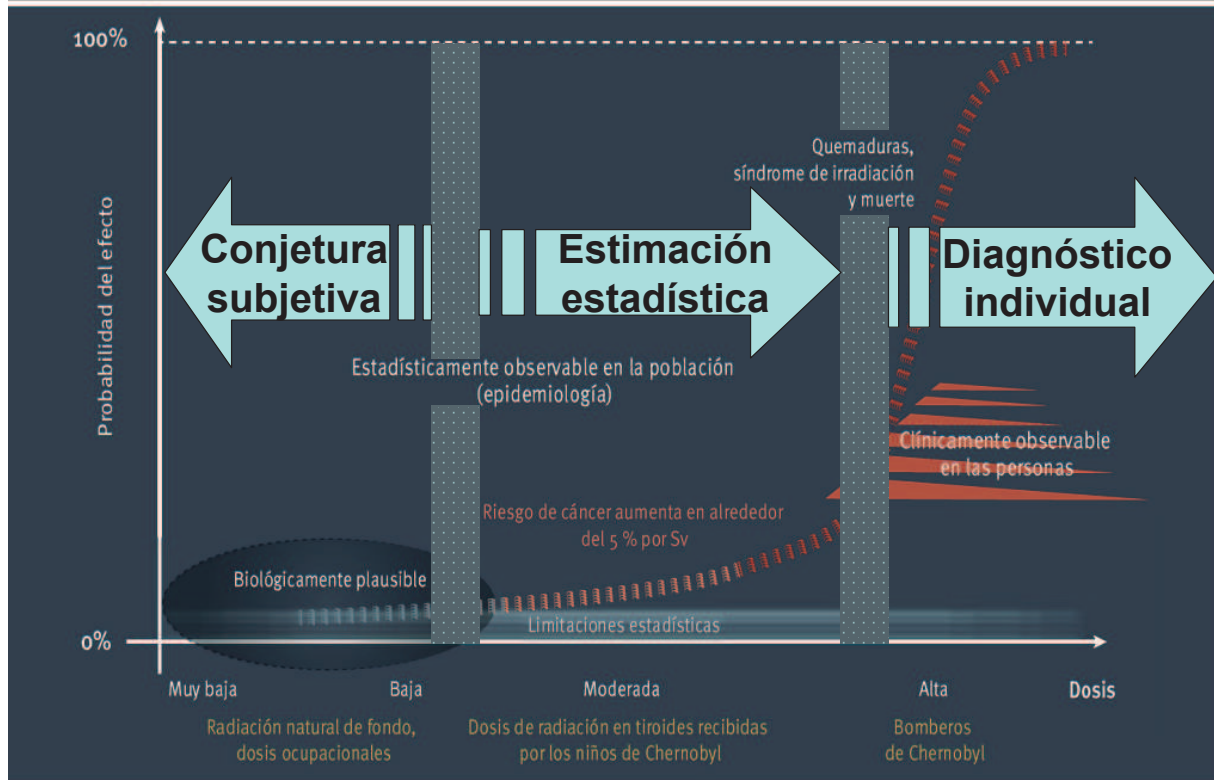 100%
Quemaduras,
síndrome de irradiación
y muerte
Probabilidad del efecto
Conjetura
subjetiva
Estimación
estadística
Diagnóstico
individual
Estadísticamente observable en la población
(epidemiología)
Clínicamente observable
en las personas
Riesgo de cáncer aumenta en alrededor
del 5 % por Sv
Biológicamente plausible
Limitaciones estadísticas
0%
Muy baja
Baja
Moderada
Alta
Dosis
Radiación natural de fondo,
dosis ocupacionales
Dosis de radiación en tiroides recibidas
por los niños de Chernobyl
Bomberos
de Chernobyl